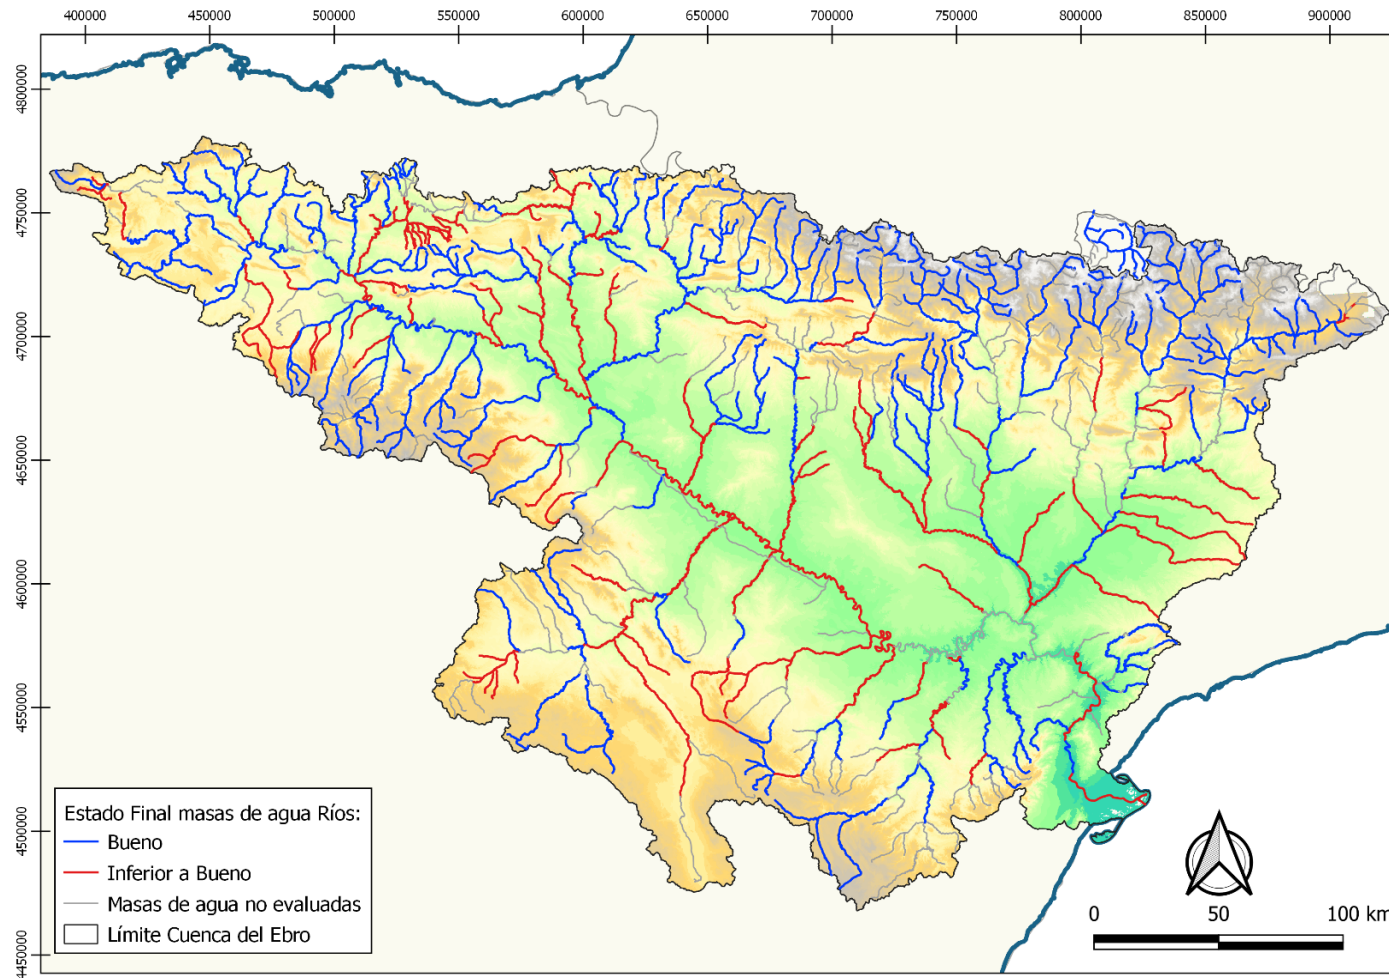 400000 450000 500000 550000 600000 650000 700000 750000 800000 850000 900000
4800000
4750000
4700000
4650000
4600000
4550000
4500000
4450000
Estado Final masas de agua Ríos:
Bueno
Inferior a Bueno
Masas de agua no evaluadas
Límite Cuenca del Ebro
0 50 100 km